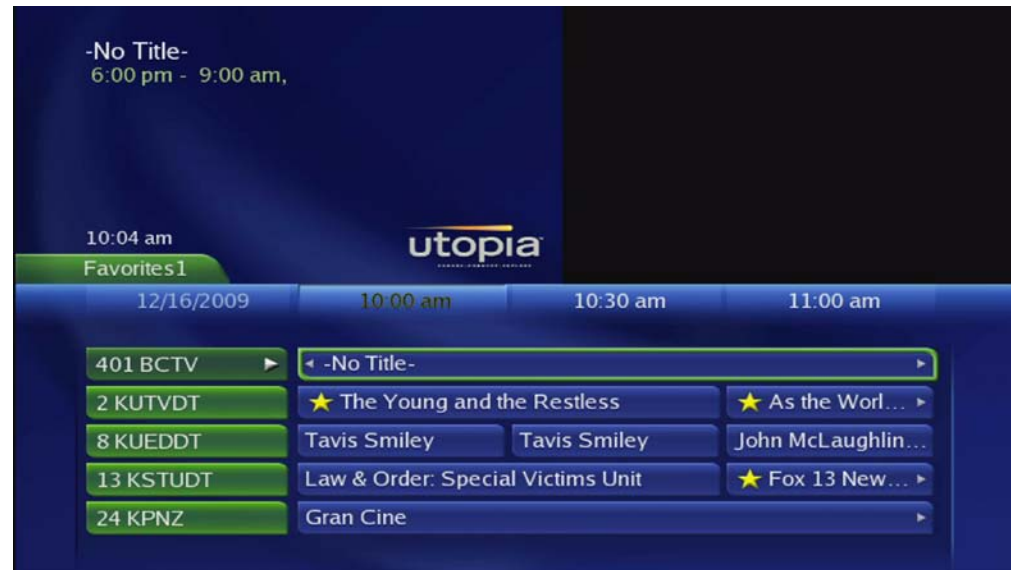 -No Title-
6:00 pm - 9:00 am,
10:04 am
utopia
Favorites1
12/16/2009 10:00 am 10:30 am 11:00 am
401 BCTV -No Title-
2 KUTVDT The Young and the Restless As the Worl...
8 KUEDDT Tavis Smiley Tavis Smiley John McLaughlin...
13 KSTUDT Law & Order: Special Victims Unit Fox 13 New...
24 KPNZ Gran Cine